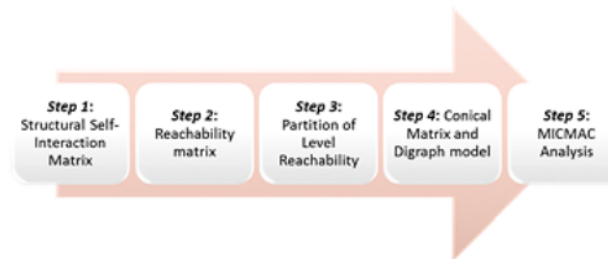 Step 1:
Structural Self-
Interaction
Matrix
Step 2:
Reachability
matrix
Step 3:
Partition of
Level
Reachability
Step 4: Conical
Matrix and
Digraph model
Step 5:
MICMAC
Analysis